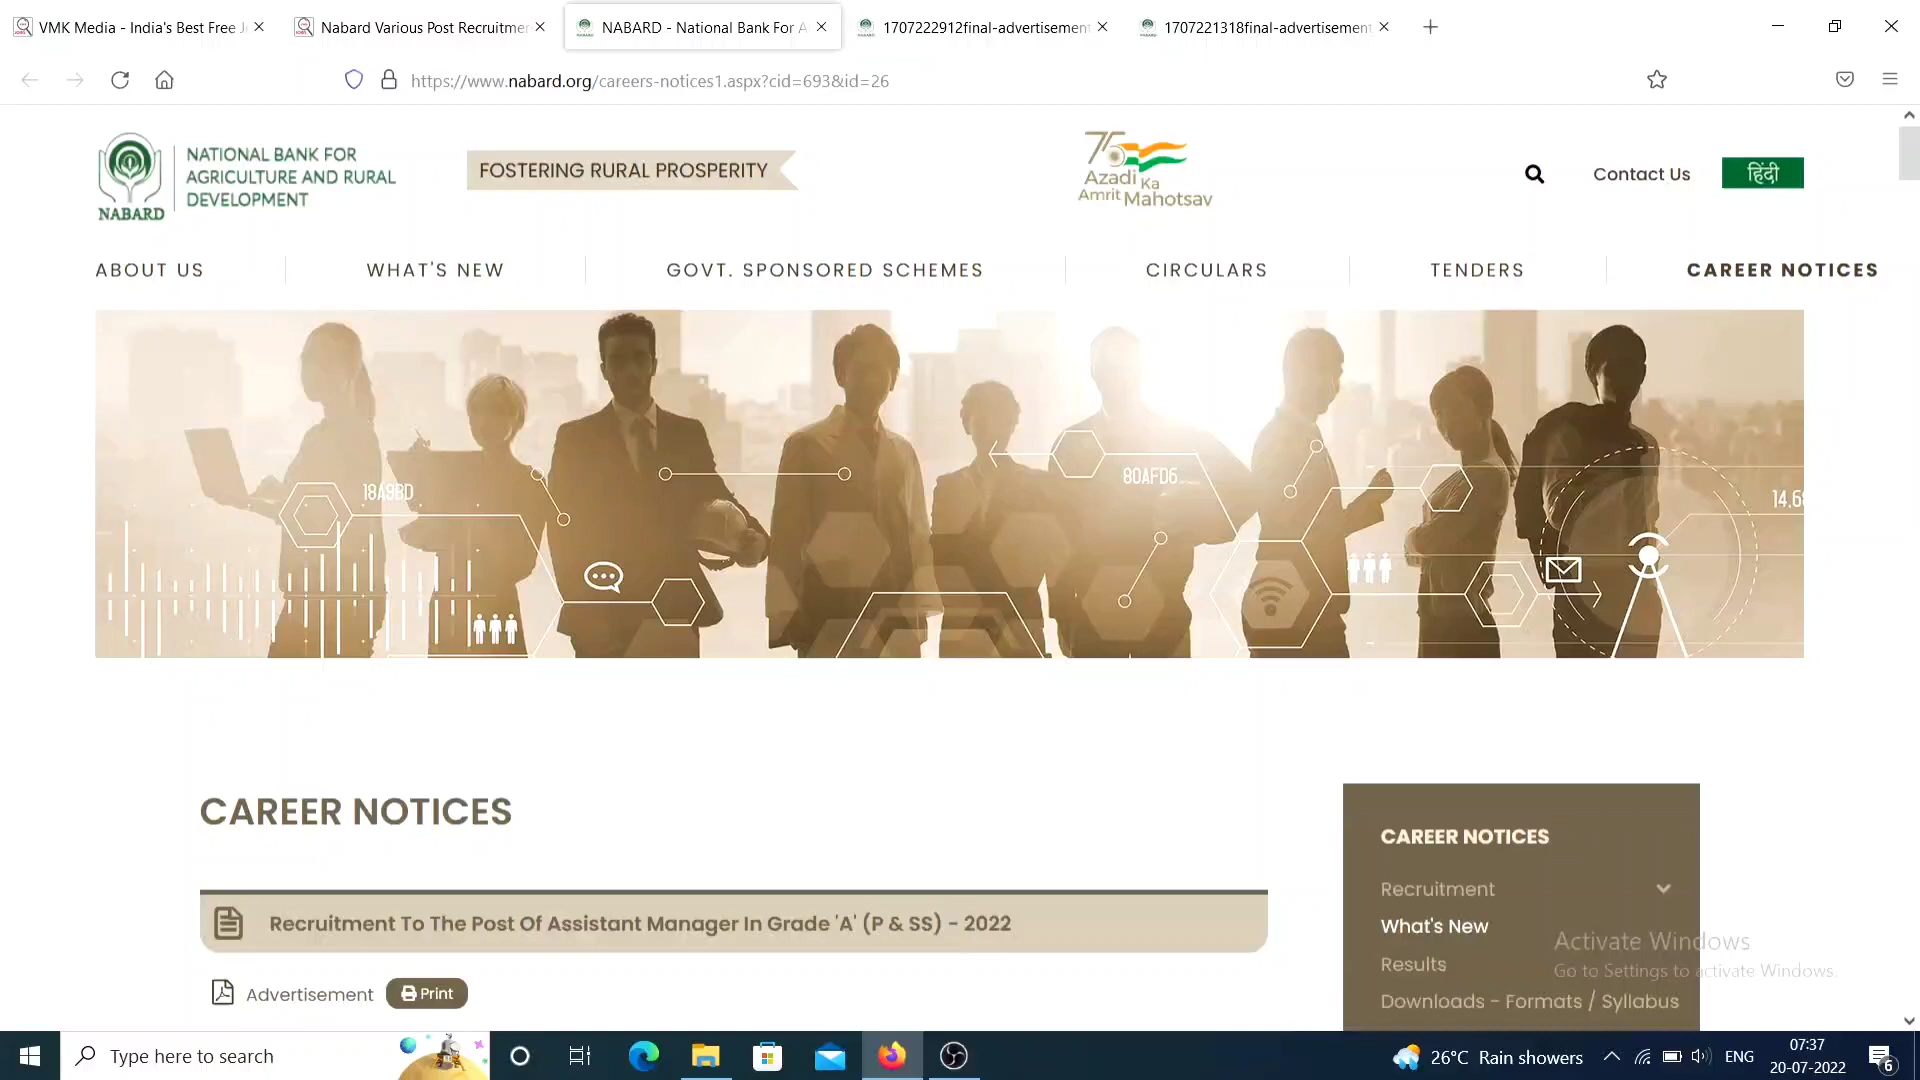 VMK Media - India's Best Free J
Nabard Various Post Recruitmen
NABARD - National Bank For A
1707222912final-advertisement
1707221318final-advertisement
https://www.nabard.org/careers-notices1.aspx?cid=693&id=26
NABARD
NATIONAL BANK FOR
AGRICULTURE AND RURAL
DEVELOPMENT
FOSTERING RURAL PROSPERITY
75
Azadi Ka
Amrit Mahotsav
Contact Us
हिंदी
ABOUT US
WHAT'S NEW
GOVT. SPONSORED SCHEMES
CIRCULARS
TENDERS
CAREER NOTICES
18A9BD
80AFD6
14.6
CAREER NOTICES
Recruitment To The Post Of Assistant Manager In Grade 'A' (P & SS) - 2022
Advertisement
Print
CAREER NOTICES
Recruitment
What's New
Results
Downloads - Formats / Syllabus
Activate Windows
Go to Settings to activate Windows.
Type here to search
26°C Rain showers
ENG
07:37
20-07-2022
6